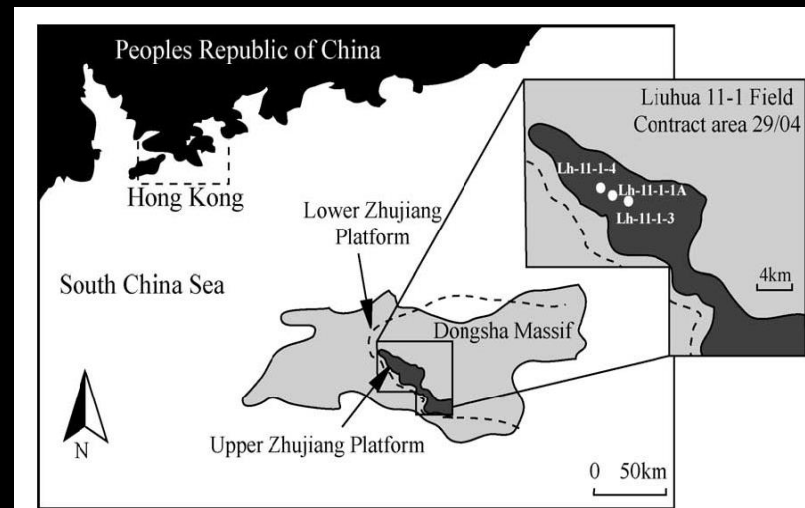 Peoples Republic of China
Hong Kong
Lower Zhujiang
Platform
South China Sea
Dongsha Massif
Upper Zhujiang Platform
N
0 50km
Liuhua 11-1 Field
Contract area 29/04
Lh-11-1-4
Lh-11-1-1A
Lh-11-1-3
4km